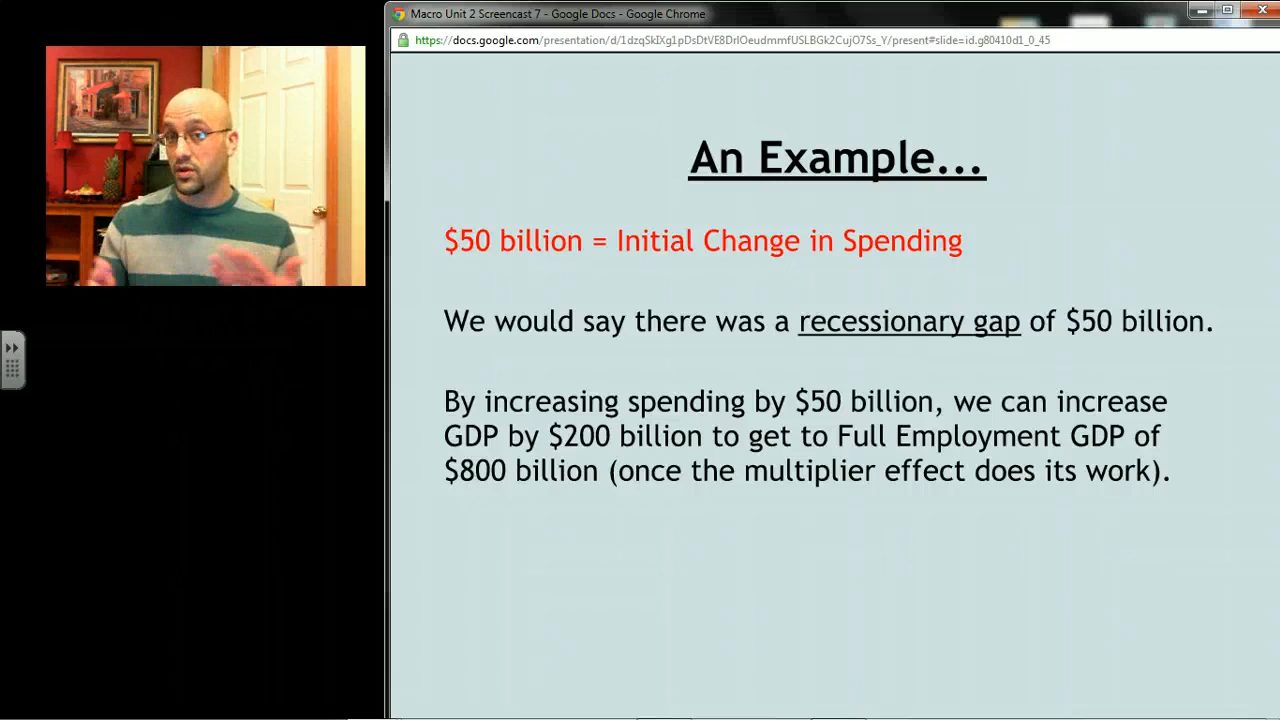 Macro Unit 2 Screencast 7 - Google Docs - Google Chrome
An Example...
$50 billion = Initial Change in Spending
We would say there was a recessionary gap of $50 billion.
By increasing spending by $50 billion, we can increase
GDP by $200 billion to get to Full Employment GDP of
$800 billion (once the multiplier effect does its work).